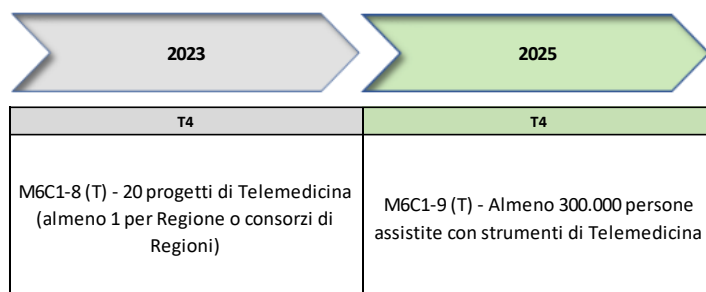 2023
2025
T4
T4
M6C1-8 (T) - 20 progetti di Telemedicina
(almeno 1 per Regione o consorzi di
Regioni)
M6C1-9 (T) - Almeno 300.000 persone
assistite con strumenti di Telemedicina